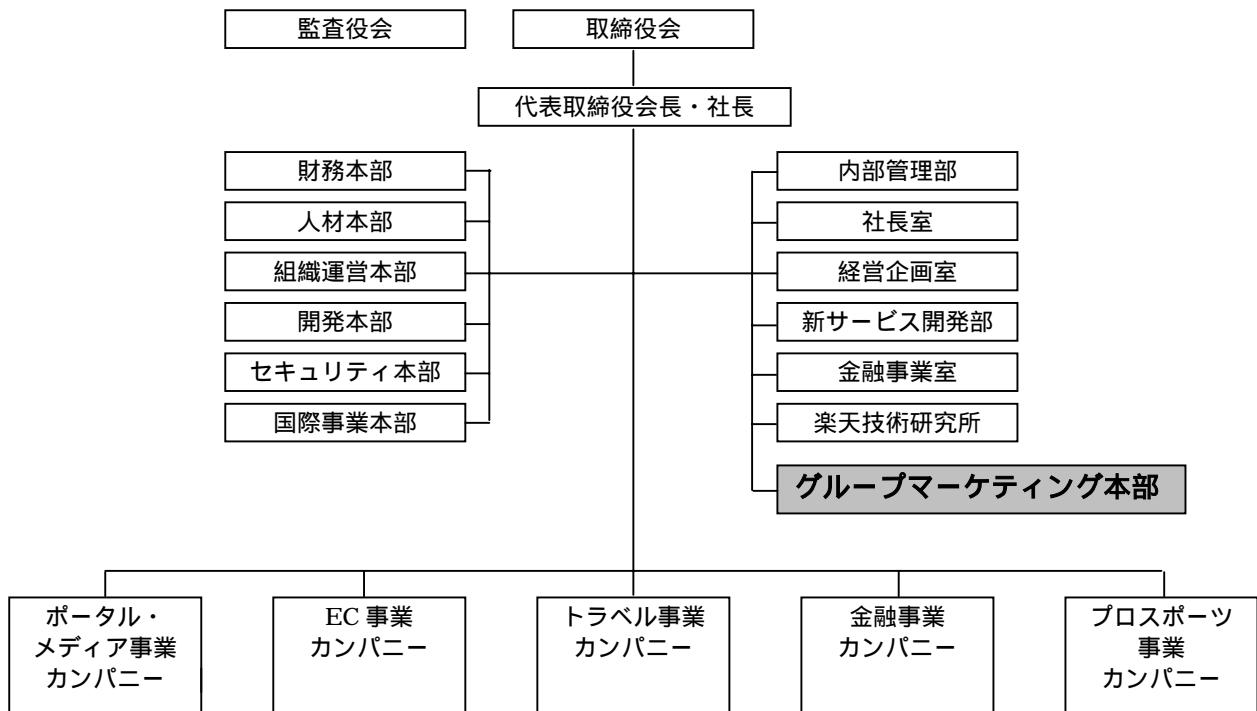 監査役会
取締役会
代表取締役会長・社長
財務本部
人材本部
組織運営本部
開発本部
セキュリティ本部
国際事業本部
内部管理部
社長室
経営企画室
新サービス開発部
金融事業室
楽天技術研究所
グループマーケティング本部
ポータル・
メディア事業
カンパニー
EC 事業
カンパニー
トラベル事業
カンパニー
金融事業
カンパニー
プロスポーツ
事業
カンパニー